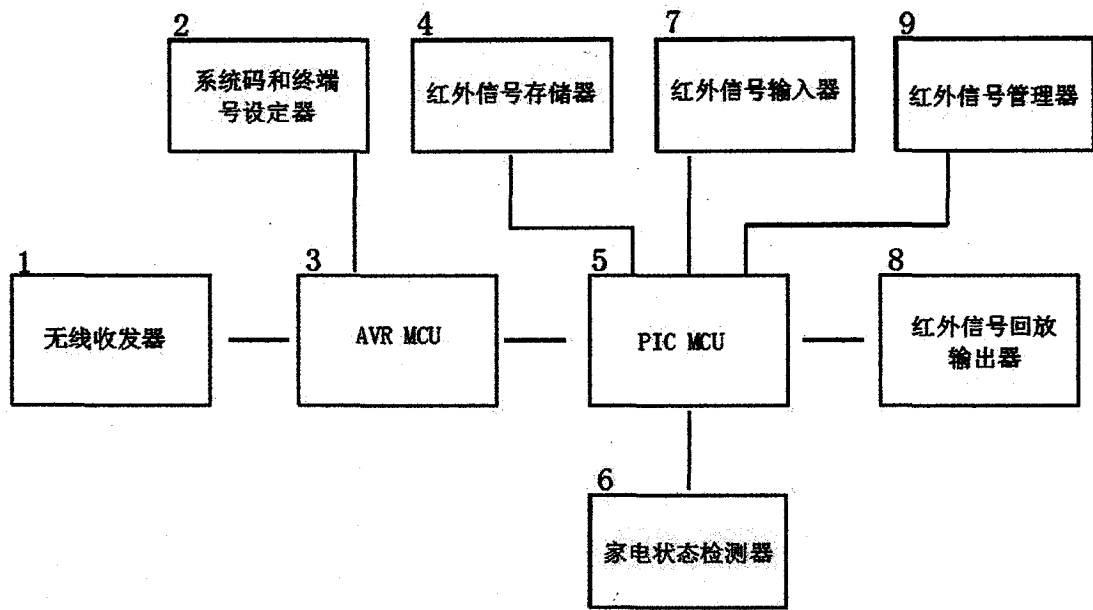 2
系统码和终端
号设定器
4
红外信号存储器
7
红外信号输入器
9
红外信号管理器
1
无线收发器
3
AVR MCU
5
PIC MCU
8
红外信号回放
输出器
6
家电状态检测器